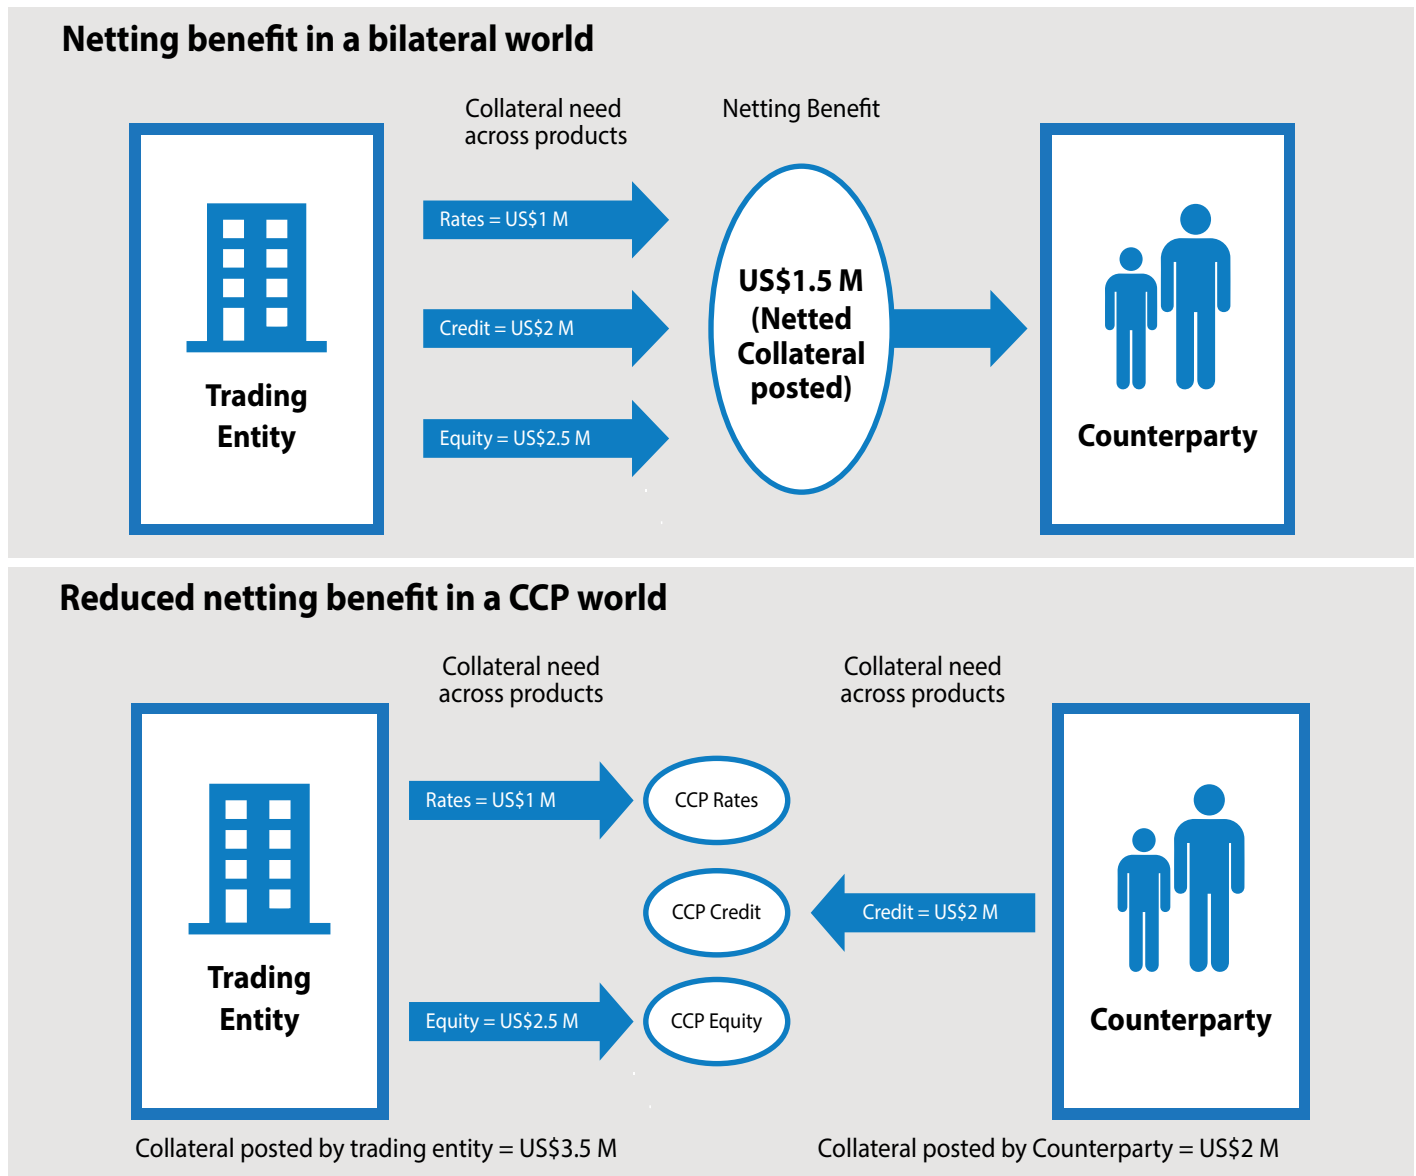 Netting benefit in a bilateral world
Collateral need
across products
Netting Benefit
Rates = US$1 M
Credit = US$2 M
Equity = US$2.5 M
US$1.5 M
(Netted
Collateral
posted)
Trading
Entity
Counterparty
Reduced netting benefit in a CCP world
Collateral need
across products
Collateral need
across products
Rates = US$1 M
CCP Rates
CCP Credit
Credit = US$2 M
Equity = US$2.5 M
CCP Equity
Trading
Entity
Counterparty
Collateral posted by trading entity = US$3.5 M
Collateral posted by Counterparty = US$2 M